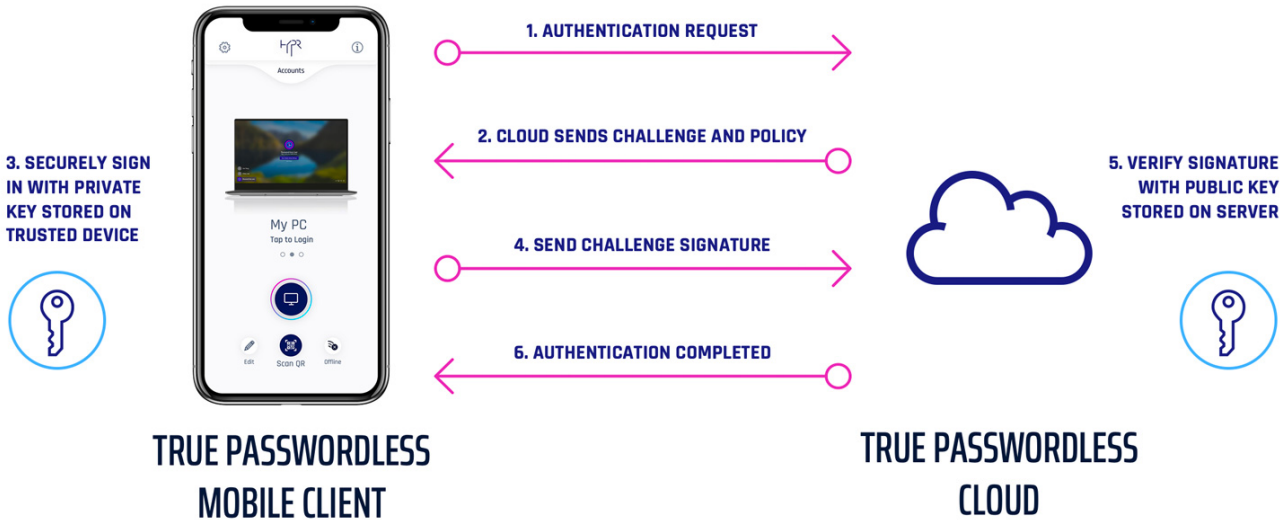 1. AUTHENTICATION REQUEST
HYPR
Accounts
2. CLOUD SENDS CHALLENGE AND POLICY
3. SECURELY SIGN
IN WITH PRIVATE
KEY STORED ON
TRUSTED DEVICE
My PC
Tap to Login
4. SEND CHALLENGE SIGNATURE
5. VERIFY SIGNATURE
WITH PUBLIC KEY
STORED ON SERVER
Edit
Scan QR
Offline
6. AUTHENTICATION COMPLETED
TRUE PASSWORDLESS
MOBILE CLIENT
TRUE PASSWORDLESS
CLOUD